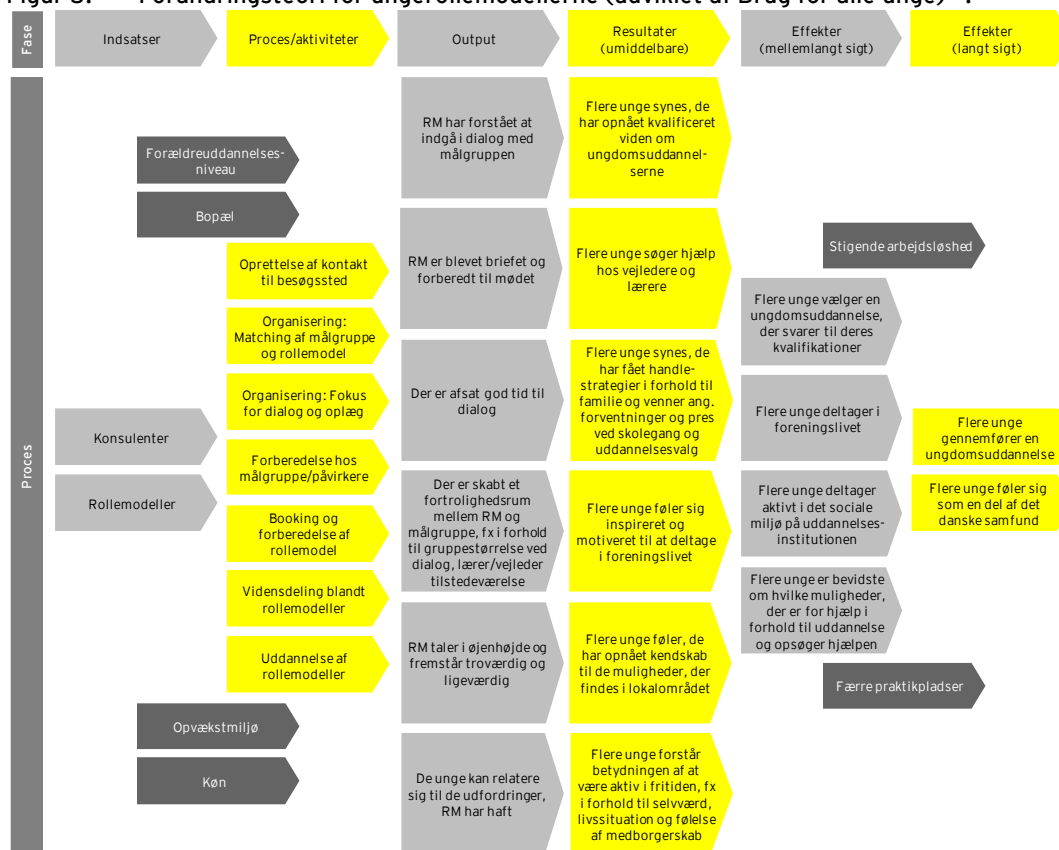 Forandringsteori for ungerollemodellerne (udviklet af Brug for alle unge)
Fase
Indsatser
Proces/aktiviteter
Output
Resultater
(umiddelbare)
Effekter
(mellemlangt sigt)
Effekter
(langt sigt)
Proces
Forældreuddannelses-
niveau
Bopæl
Konsulenter
Rollemodeller
Opvækstmiljø
Køn
Oprettelse af kontakt
til besøgssted
Organisering:
Matching af målgruppe
og rollemodel
Organisering: Fokus
for dialog og oplæg
Forberedelse hos
målgruppe/påvirkere
Booking og
forberedelse af
rollemodel
Vidensdeling blandt
rollemodeller
Uddannelse af
rollemodeller
RM har forstået at
indgå i dialog med
målgruppen
RM er blevet briefet og
forberedt til mødet
Der er afsat god tid til
dialog
Der er skabt et
fortrolighedsrum
mellem RM og
målgruppe, fx i forhold
til gruppestørrelse ved
dialog, lærer/vejleder
tilstedeværelse
RM taler i øjenhøjde og
fremstår troværdig og
ligeværdig
De unge kan relatere
sig til de udfordringer,
RM har haft
Flere unge synes, de
har opnået kvalificeret
viden om
ungdomsuddannel-
serne
Flere unge søger hjælp
hos vejledere og
lærere
Flere unge synes, de
har fået handle-
strategier i forhold til
familie og venner ang.
forventninger og pres
ved skolegang og
uddannelsesvalg
Flere unge føler sig
inspireret og
motiveret til at deltage
i foreningslivet
Flere unge føler, de
har opnået kendskab
til de muligheder, der
findes i lokalområdet
Flere unge forstår
betydningen af at
være aktiv i fritiden, fx
i forhold til selvværd,
livssituation og følelse
af medborgerskab
Stigende arbejdsløshed
Flere unge vælger en
ungdomsuddannelse,
der svarer til deres
kvalifikationer
Flere unge deltager i
foreningslivet
Flere unge deltager
aktivt i det sociale
miljø på uddannelses-
institutionen
Flere unge er bevidste
om hvilke muligheder,
der er for hjælp i
forhold til uddannelse
og opsøger hjælpen
Færre praktikpladser
Flere unge
gennemfører en
ungdomsuddannelse
Flere unge føler sig
som en del af det
danske samfund